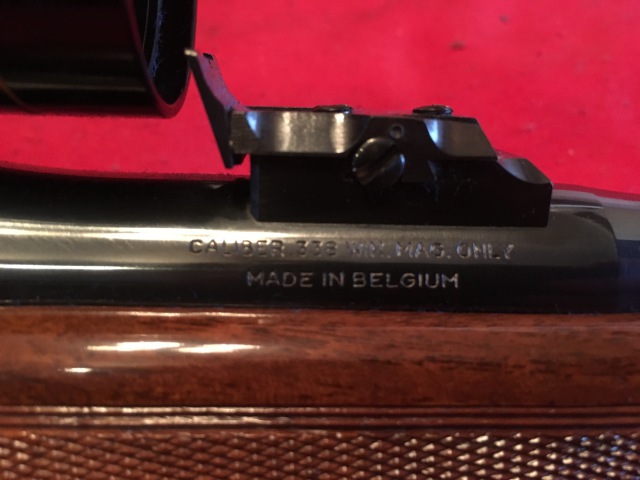 CALIBER 338 WIN. MAG. ONLY
MADE IN BELGIUM